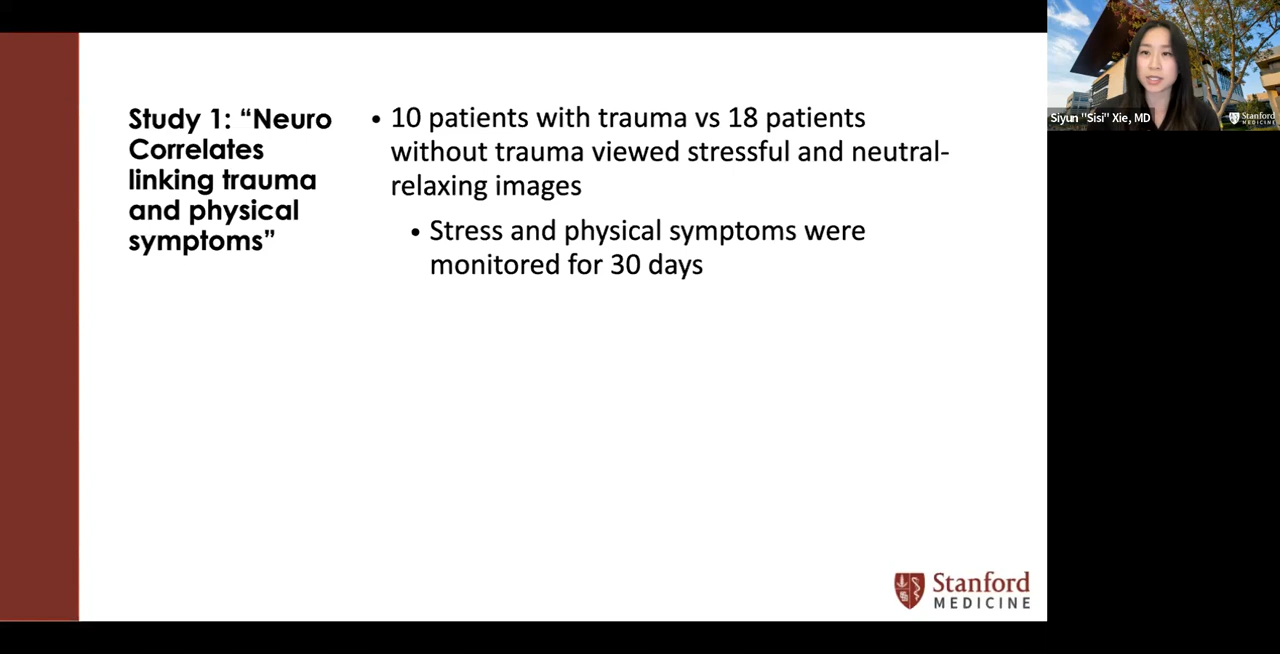 Study 1: “Neuro
Correlates
linking trauma
and physical
symptoms”
• 10 patients with trauma vs 18 patients
without trauma viewed stressful and neutral-
relaxing images
• Stress and physical symptoms were
monitored for 30 days
Stanford
MEDICINE
Siyun "Sisi" Xie, MD
Stanford
MEDICINE